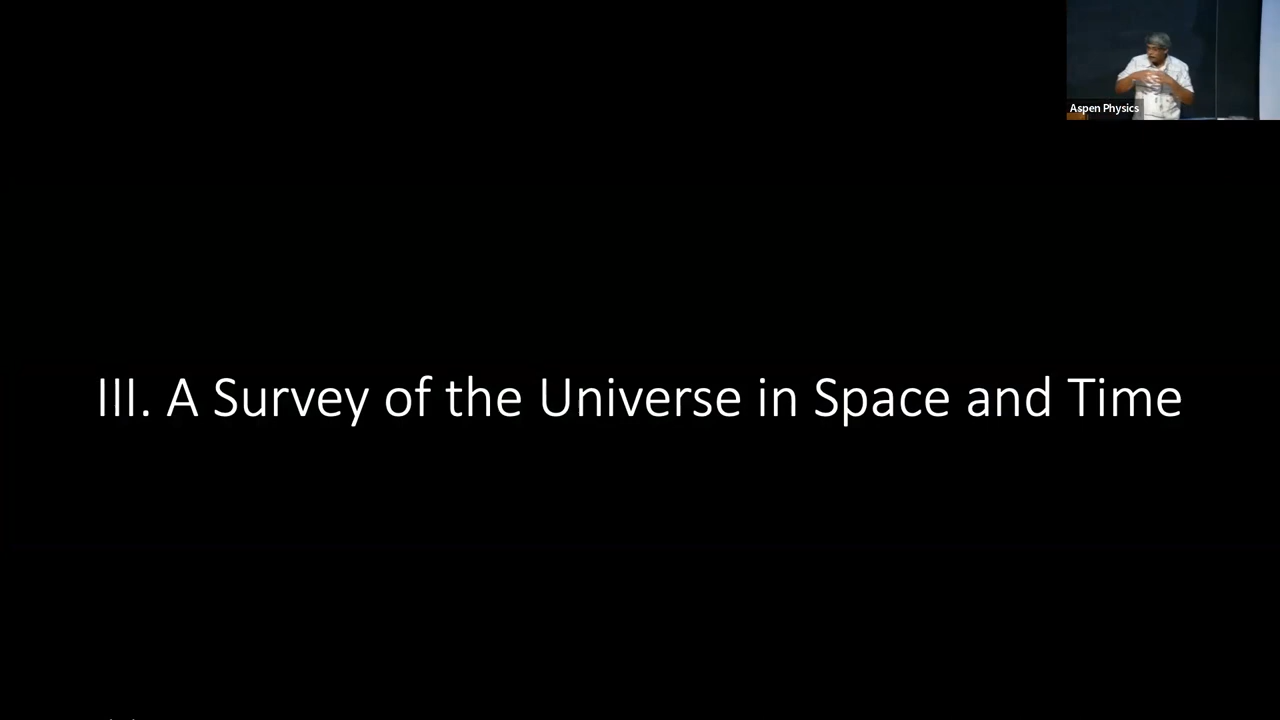 Aspen Physics
III. A Survey of the Universe in Space and Time